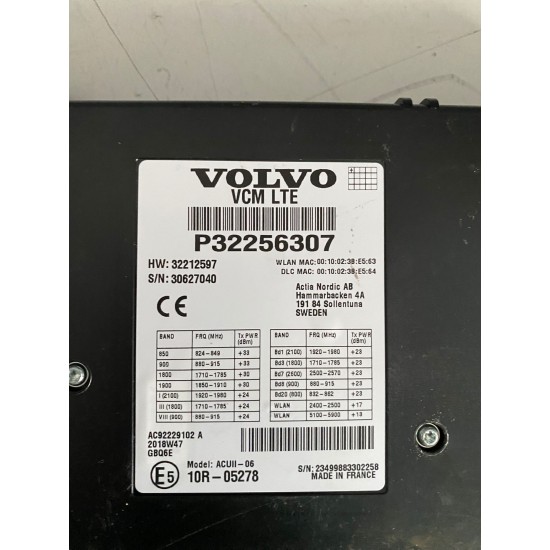 VOLVO
VCM LTE
P32256307
HW: 32212597
S/N: 30627040
WLAN MAC: 00:10:02:3B:E5:63
DLC MAC: 00:10:02:3B:E5:64
CE
Actia Nordic AB
Hammarbacken 4A
191 84 Sollentuna
SWEDEN
BAND FRQ (MHz) Tx PWR (dBm)
850 824-849 +33
900 880-915 +33
1800 1710-1785 +30
1900 1850-1910 +30
I (2100) 1920-1980 +24
III (1800) 1710-1785 +24
VIII (900) 880-915 +24
BAND FRQ (MHz) Tx PWR (dBm)
Bd1 (2100) 1920-1980 +23
Bd3 (1800) 1710-1785 +23
Bd7 (2600) 2500-2570 +23
Bd8 (900) 880-915 +23
Bd20 (800) 832-862 +23
WLAN 2400-2500 +17
WLAN 5100-5900 +13
AC92229102 A
2018W47
GBQ6E
E5
Model: ACUII-06
10R-05278
S/N: 23499883302258
MADE IN FRANCE